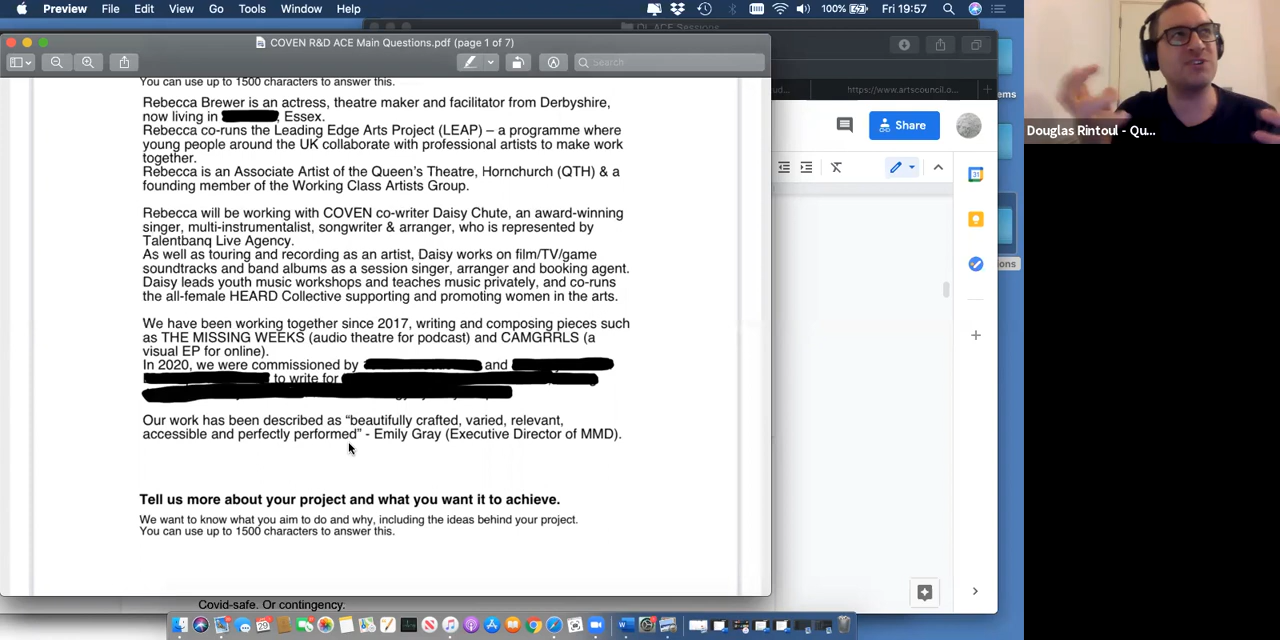 Preview File Edit View Go Tools Window Help
100% Fri 19:57
QL ACE Sessions
COVEN R&D ACE Main Questions.pdf (page 1 of 7)
Search
You can use up to 1500 characters to answer this.
Rebecca Brewer is an actress, theatre maker and facilitator from Derbyshire,
now living in , Essex.
Rebecca co-runs the Leading Edge Arts Project (LEAP) – a programme where
young people around the UK collaborate with professional artists to make work
together.
Rebecca is an Associate Artist of the Queen's Theatre, Hornchurch (QTH) & a
founding member of the Working Class Artists Group.
Rebecca will be working with COVEN co-writer Daisy Chute, an award-winning
singer, multi-instrumentalist, songwriter & arranger, who is represented by
Talentbanq Live Agency.
As well as touring and recording as an artist, Daisy works on film/TV/game
soundtracks and band albums as a session singer, arranger and booking agent.
Daisy leads youth music workshops and teaches music privately, and co-runs
the all-female HEARD Collective supporting and promoting women in the arts.
We have been working together since 2017, writing and composing pieces such
as THE MISSING WEEKS (audio theatre for podcast) and CAMGRRLS (a
visual EP for online).
In 2020, we were commissioned by and
to write for
Our work has been described as “beautifully crafted, varied, relevant,
accessible and perfectly performed” - Emily Gray (Executive Director of MMD).
Tell us more about your project and what you want it to achieve.
We want to know what you aim to do and why, including the ideas behind your project.
You can use up to 1500 characters to answer this.
Covid-safe. Or contingency.
ud...
https://www.artscouncil.o...
Share
31
ems
ons
Douglas Rintoul - Qu...